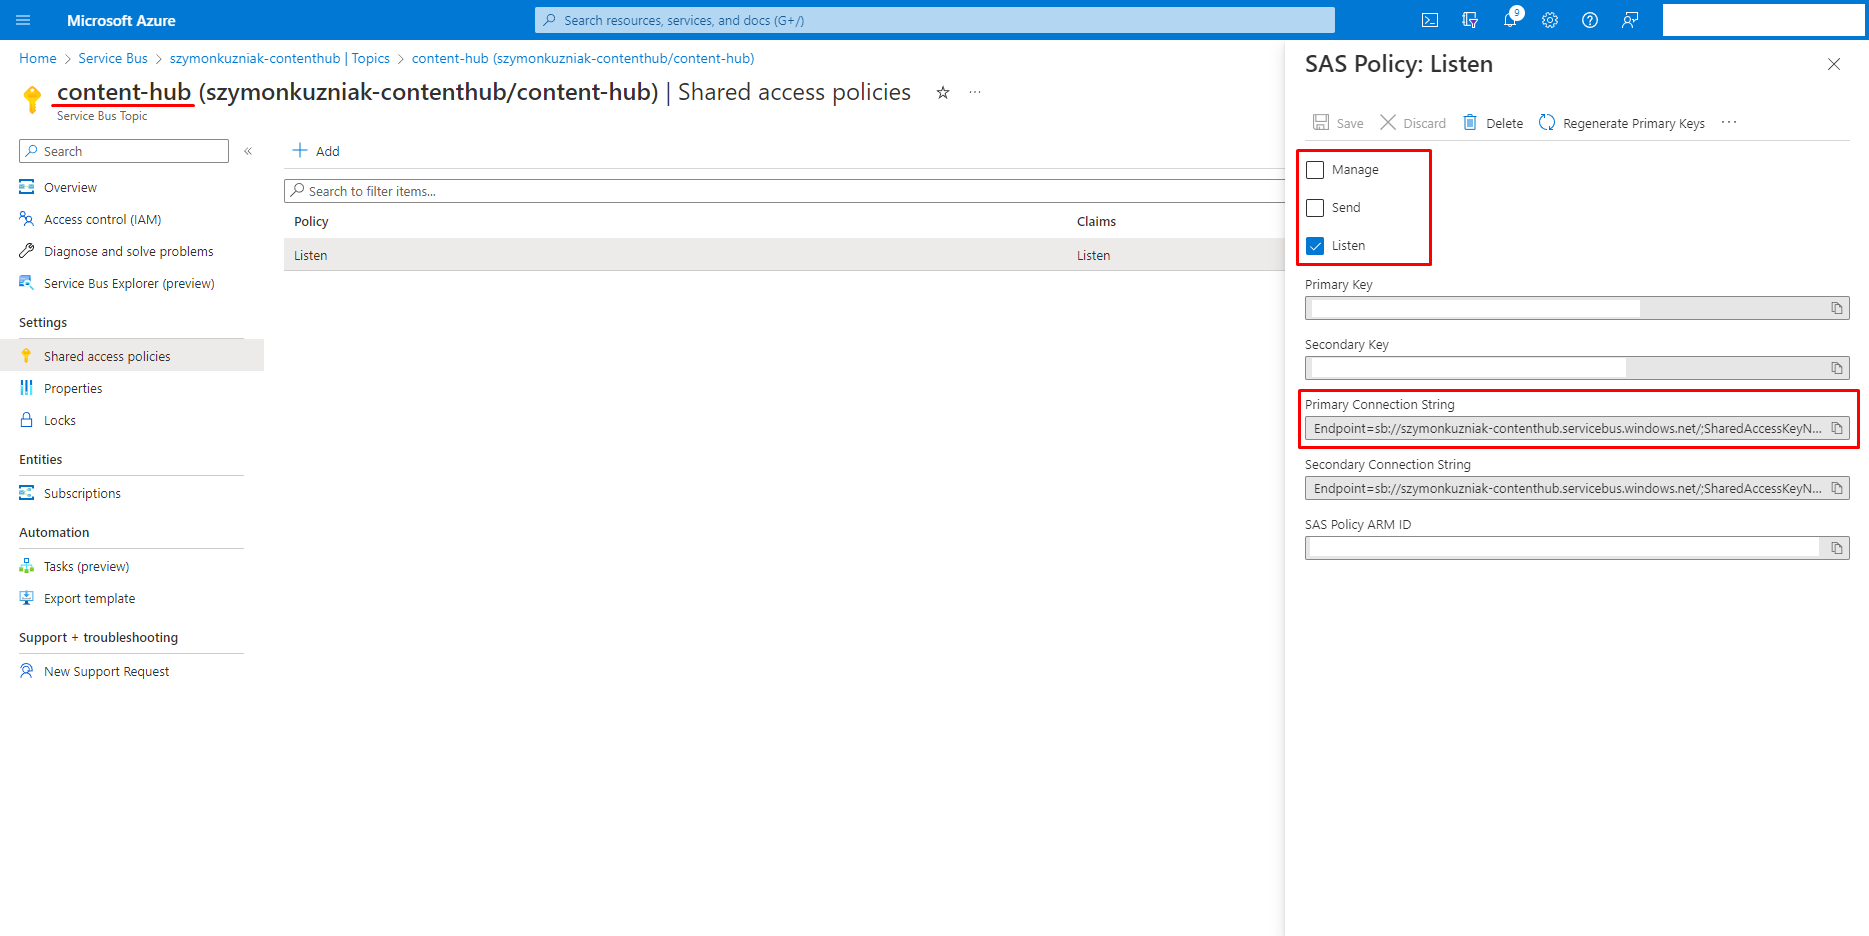 Microsoft Azure
Search resources, services, and docs (G+/)
9
Home > Service Bus > szymonkuzniak-contenthub | Topics > content-hub (szymonkuzniak-contenthub/content-hub)
content-hub (szymonkuzniak-contenthub/content-hub) | Shared access policies
Service Bus Topic
Search
Overview
Access control (IAM)
Diagnose and solve problems
Service Bus Explorer (preview)
Settings
Shared access policies
Properties
Locks
Entities
Subscriptions
Automation
Tasks (preview)
Export template
Support + troubleshooting
New Support Request
Add
Search to filter items...
Policy Claims
Listen Listen
SAS Policy: Listen
Save Discard Delete Regenerate Primary Keys ...
Manage
Send
Listen
Primary Key
Secondary Key
Primary Connection String
Endpoint=sb://szymonkuzniak-contenthub.servicebus.windows.net/;SharedAccessKeyN...
Secondary Connection String
Endpoint=sb://szymonkuzniak-contenthub.servicebus.windows.net/;SharedAccessKeyN...
SAS Policy ARM ID